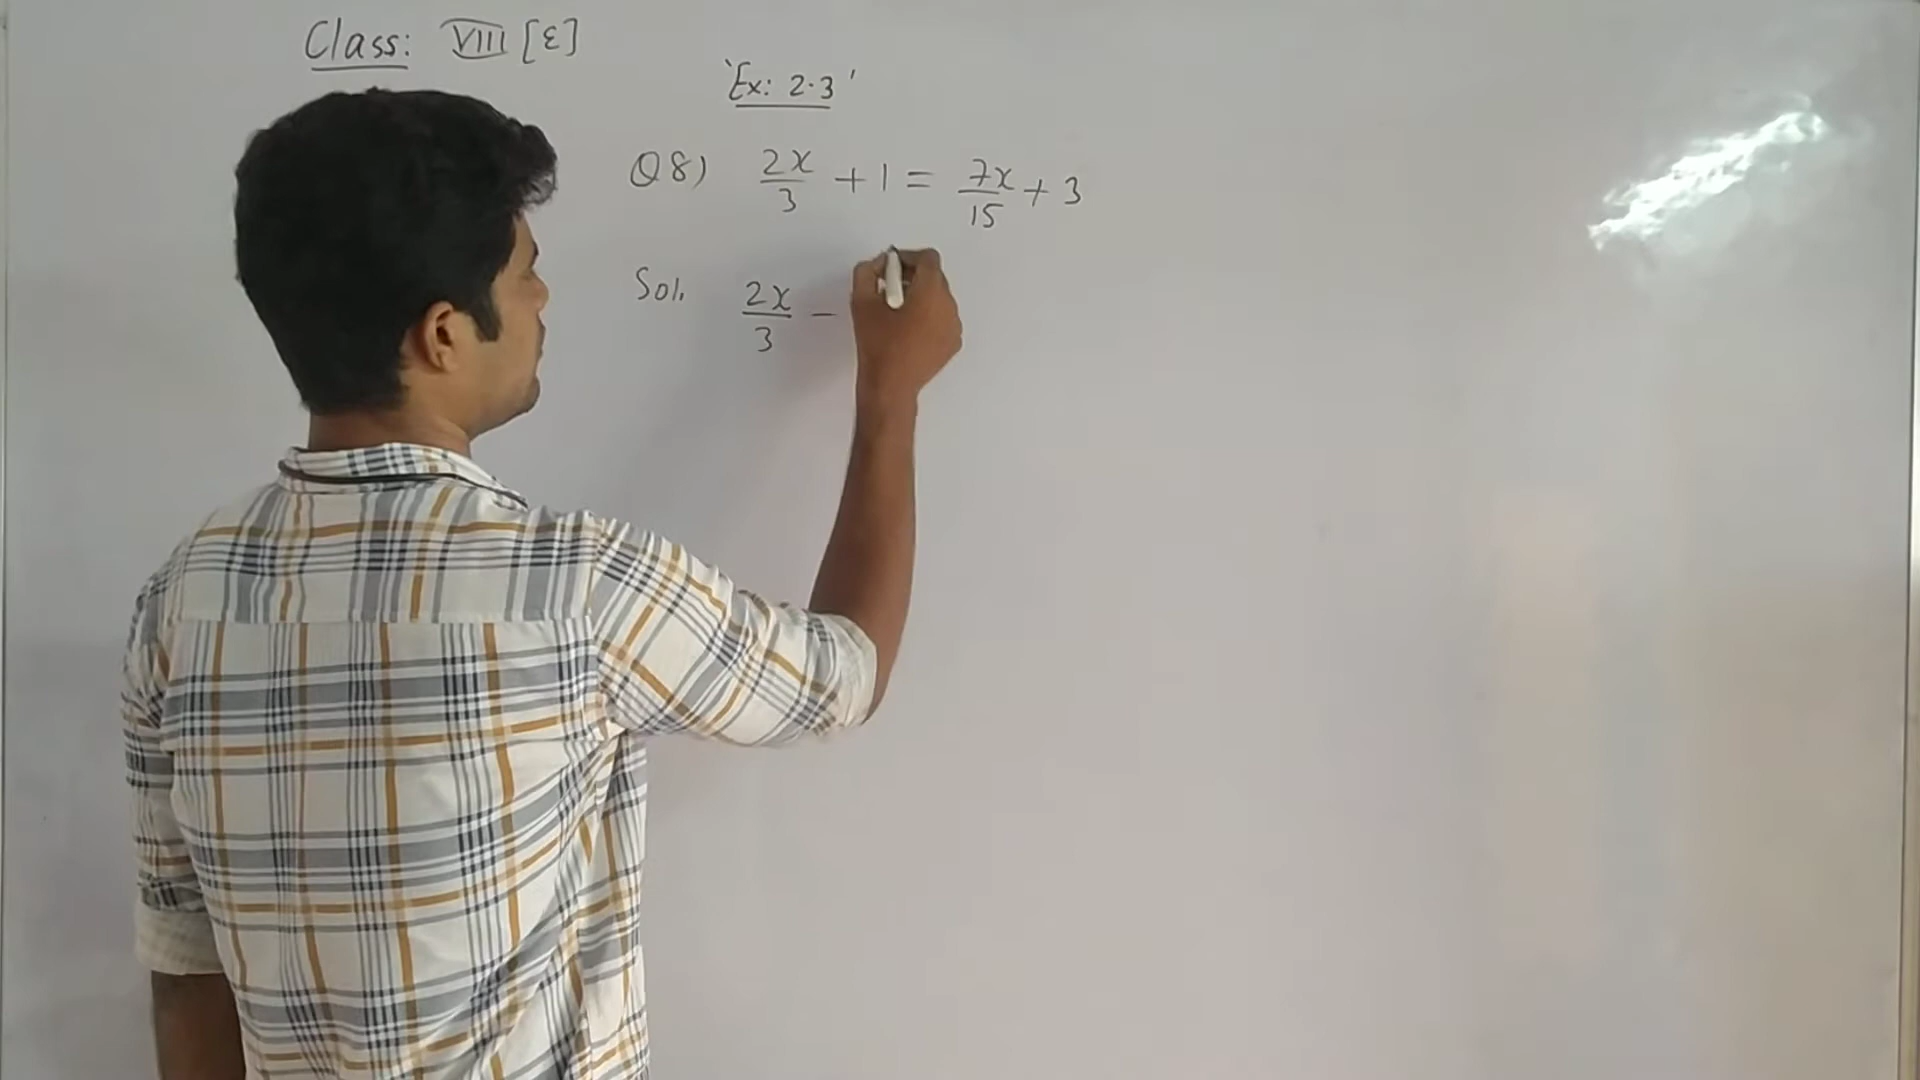 Class: VIII [E]
'Ex: 2.3'
Q8) 2x/3 + 1 = 7x/15 + 3
Sol. 2x/3 -